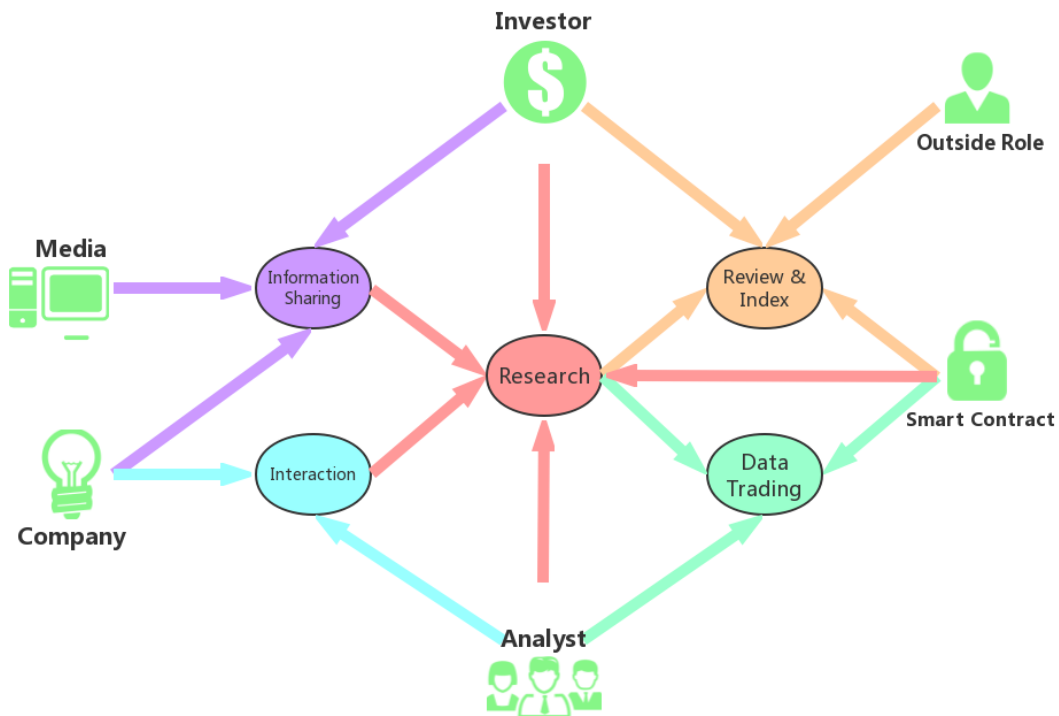 Investor
Outside Role
Media
Information
Sharing
Review &
Index
Research
Smart Contract
Company
Interaction
Data
Trading
Analyst